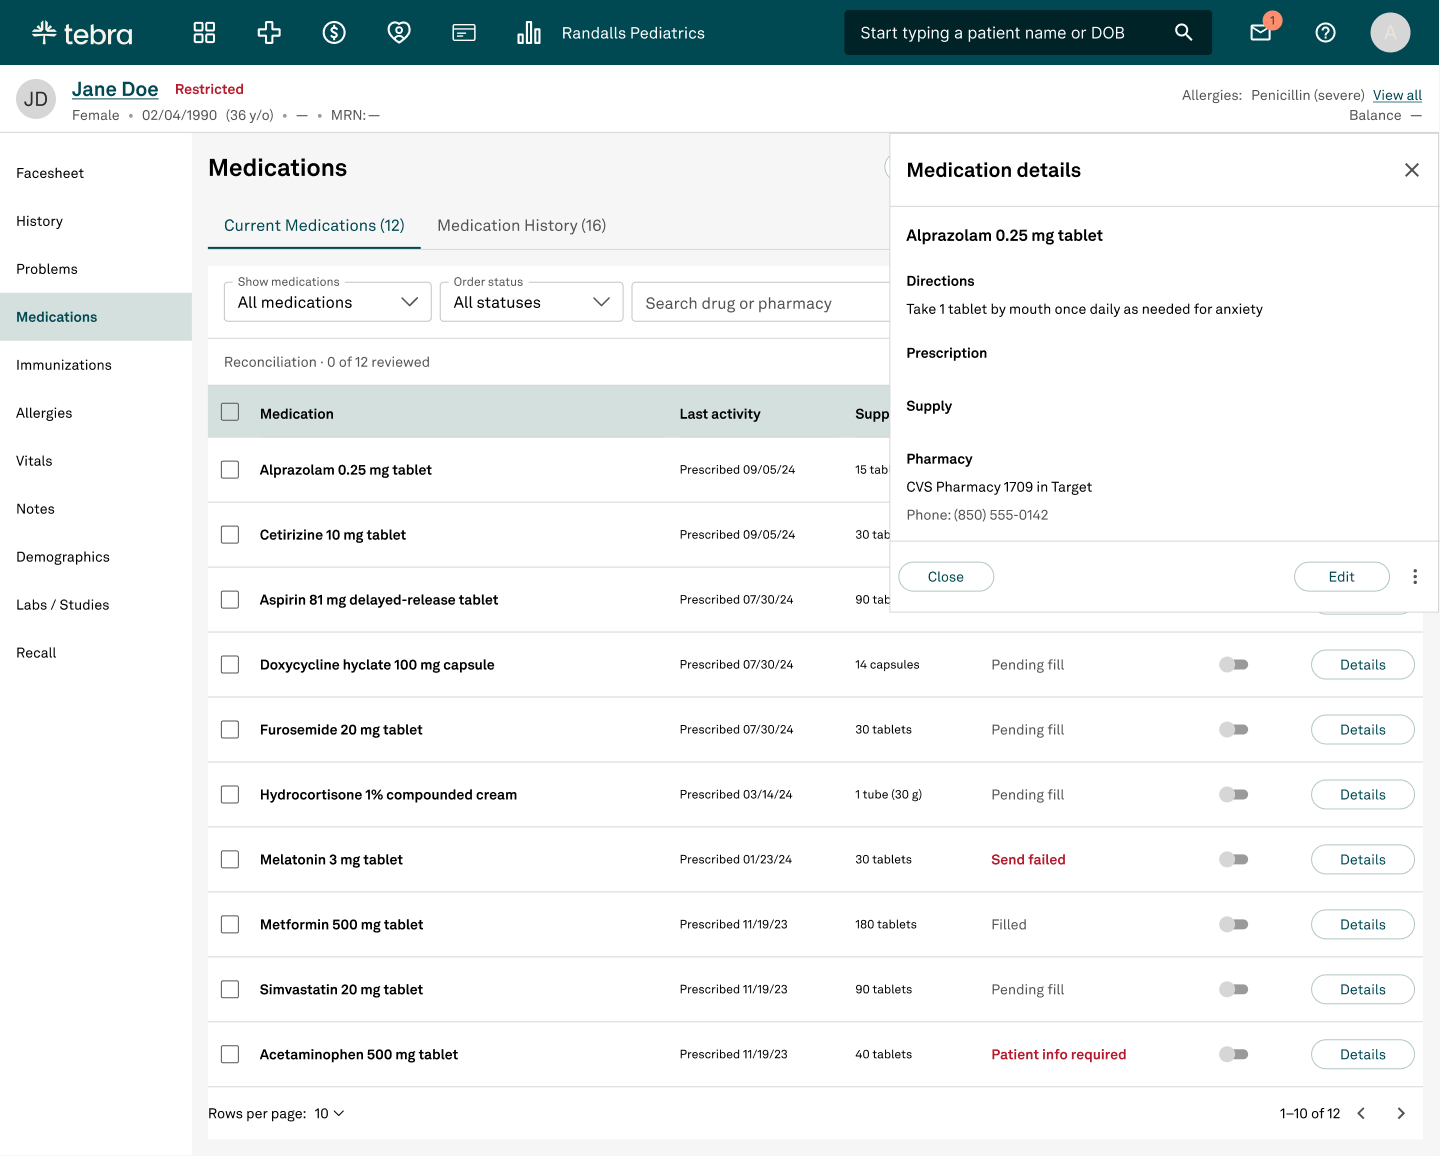 tebra
Randalls Pediatrics
Start typing a patient name or DOB
1
A
JD
Jane Doe Restricted
Female • 02/04/1990 (36 y/o) • — • MRN: —
Allergies: Penicillin (severe) View all
Balance —
Facesheet
History
Problems
Medications
Immunizations
Allergies
Vitals
Notes
Demographics
Labs / Studies
Recall
Medications
Current Medications (12)
Medication History (16)
Show medications
All medications
Order status
All statuses
Search drug or pharmacy
Reconciliation · 0 of 12 reviewed
Medication Last activity Supp
Alprazolam 0.25 mg tablet Prescribed 09/05/24 15 tab
Cetirizine 10 mg tablet Prescribed 09/05/24 30 tab
Aspirin 81 mg delayed-release tablet Prescribed 07/30/24 90 tab
Doxycycline hyclate 100 mg capsule Prescribed 07/30/24 14 capsules Pending fill Details
Furosemide 20 mg tablet Prescribed 07/30/24 30 tablets Pending fill Details
Hydrocortisone 1% compounded cream Prescribed 03/14/24 1 tube (30 g) Pending fill Details
Melatonin 3 mg tablet Prescribed 01/23/24 30 tablets Send failed Details
Metformin 500 mg tablet Prescribed 11/19/23 180 tablets Filled Details
Simvastatin 20 mg tablet Prescribed 11/19/23 90 tablets Pending fill Details
Acetaminophen 500 mg tablet Prescribed 11/19/23 40 tablets Patient info required Details
Rows per page: 10
1–10 of 12
Medication details
Alprazolam 0.25 mg tablet
Directions
Take 1 tablet by mouth once daily as needed for anxiety
Prescription
Supply
Pharmacy
CVS Pharmacy 1709 in Target
Phone: (850) 555-0142
Close
Edit